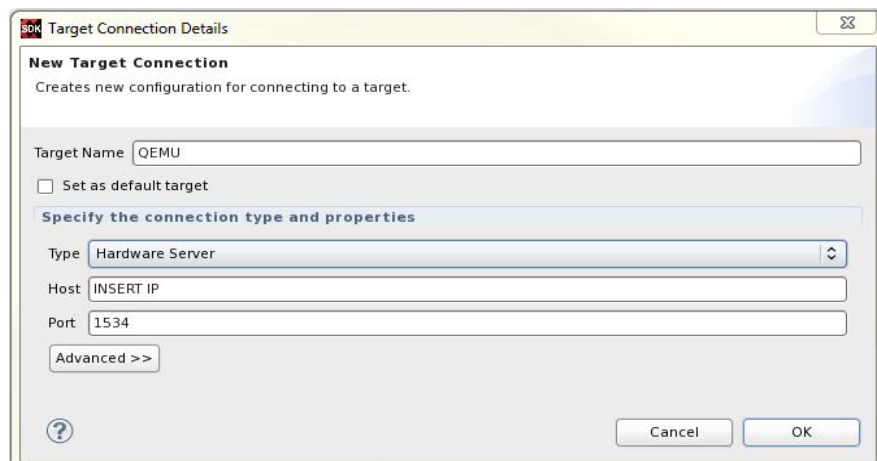 SDK Target Connection Details
New Target Connection
Creates new configuration for connecting to a target.
Target Name QEMU
Set as default target
Specify the connection type and properties
Type Hardware Server
Host INSERT IP
Port 1534
Advanced >>
? Cancel OK